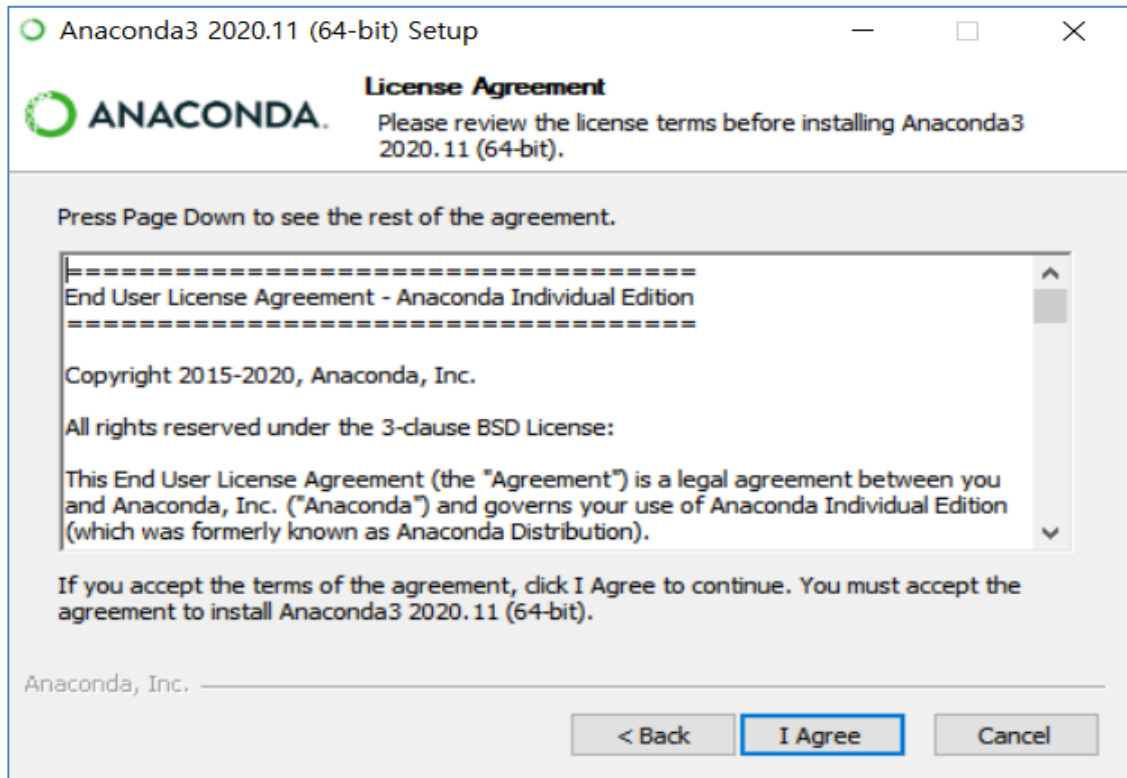 Anaconda3 2020.11 (64-bit) Setup
ANACONDA.
License Agreement
Please review the license terms before installing Anaconda3
2020.11 (64-bit).
Press Page Down to see the rest of the agreement.
===================================
End User License Agreement - Anaconda Individual Edition
===================================
Copyright 2015-2020, Anaconda, Inc.
All rights reserved under the 3-clause BSD License:
This End User License Agreement (the "Agreement") is a legal agreement between you
and Anaconda, Inc. ("Anaconda") and governs your use of Anaconda Individual Edition
(which was formerly known as Anaconda Distribution).
If you accept the terms of the agreement, click I Agree to continue. You must accept the
agreement to install Anaconda3 2020.11 (64-bit).
Anaconda, Inc.
< Back
I Agree
Cancel